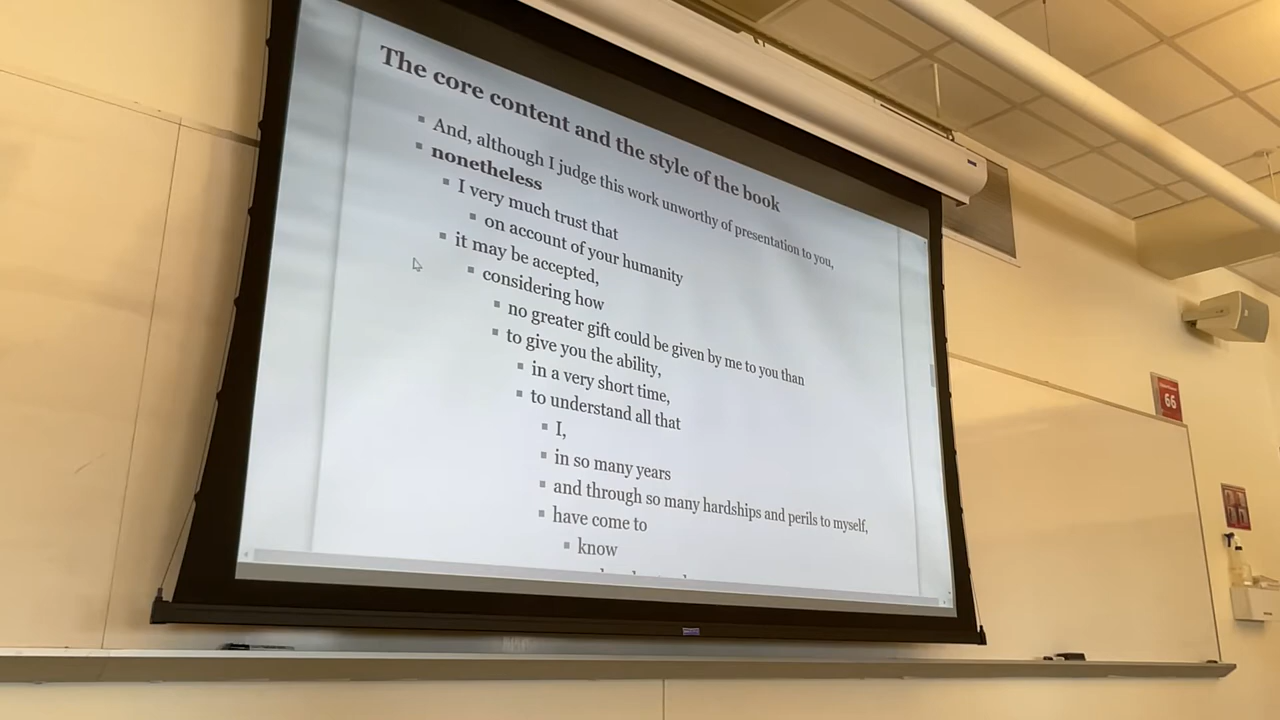 The core content and the style of the book
And, although I judge this work unworthy of presentation to you,
nonetheless
I very much trust that
on account of your humanity
it may be accepted,
considering how
no greater gift could be given by me to you than
to give you the ability,
in a very short time,
to understand all that
I,
in so many years
and through so many hardships and perils to myself,
have come to
know
66